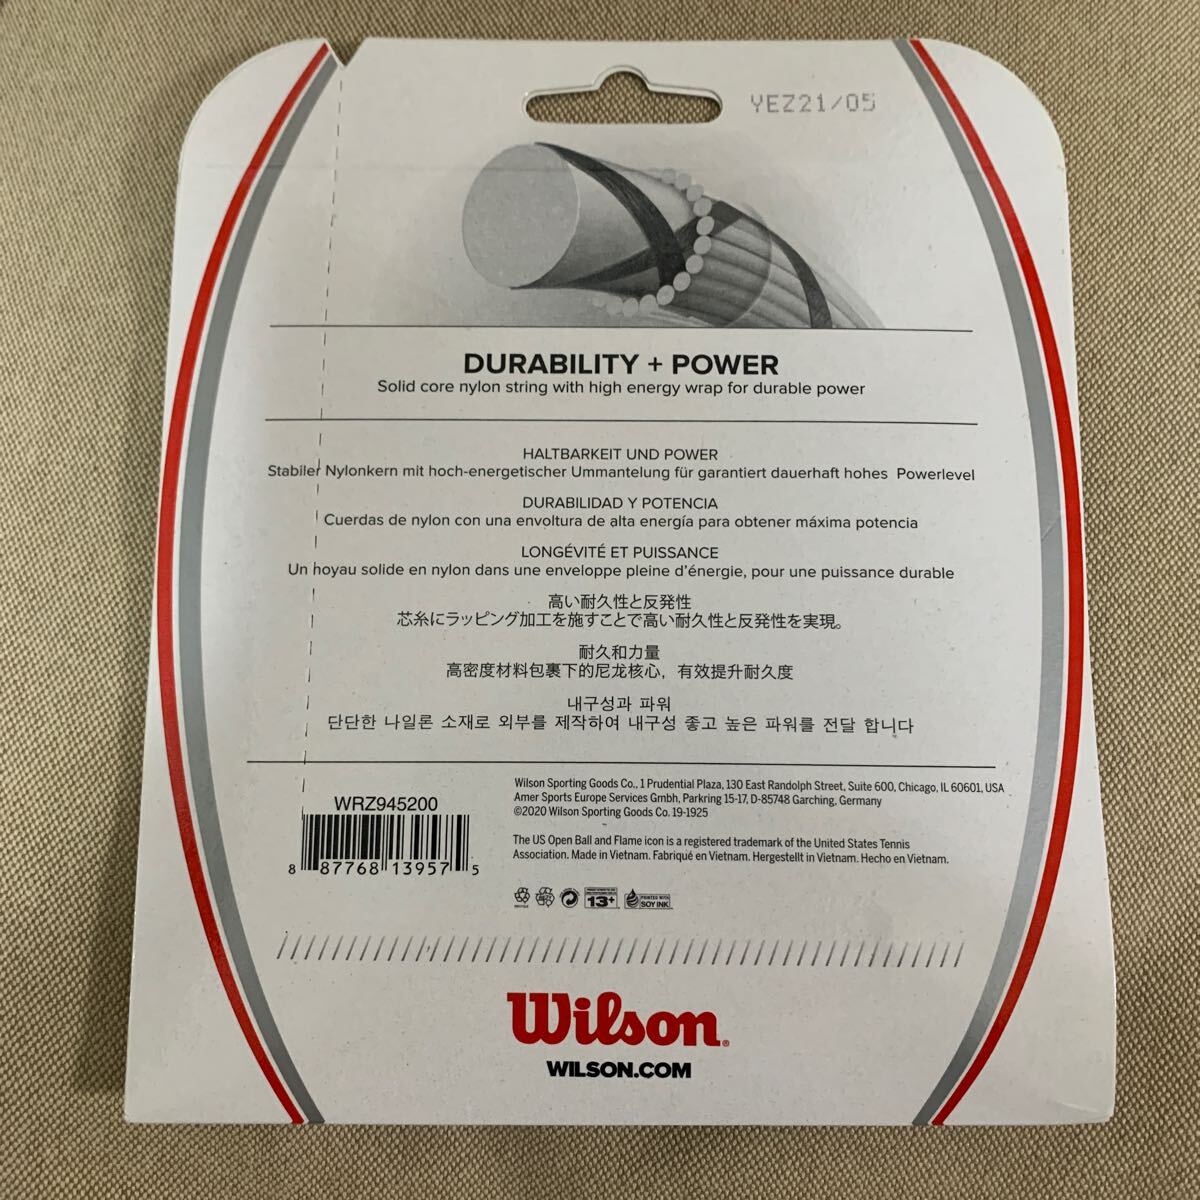 YEZ21/05
DURABILITY + POWER
Solid core nylon string with high energy wrap for durable power
HALTBARKEIT UND POWER
Stabiler Nylonkern mit hoch-energetischer Ummantelung für garantiert dauerhaft hohes Powerlevel
DURABILIDAD Y POTENCIA
Cuerdas de nylon con una envoltura de alta energía para obtener máxima potencia
LONGÉVITÉ ET PUISSANCE
Un noyau solide en nylon dans une enveloppe pleine d'énergie, pour une puissance durable
高い耐久性と反発性
芯糸にラッピング加工を施すことで高い耐久性と反発性を実現。
耐久和力量
高密度材料包裹下的尼龙核心，有效提升耐久度
내구성과 파워
단단한 나일론 소재로 외부를 제작하여 내구성 좋고 높은 파워를 전달 합니다
Wilson Sporting Goods Co., 1 Prudential Plaza, 130 East Randolph Street, Suite 600, Chicago, IL 60601, USA
Amer Sports Europe Services Gmbh, Parkring 15-17, D-85748 Garching, Germany
©2020 Wilson Sporting Goods Co. 19-1925
The US Open Ball and Flame icon is a registered trademark of the United States Tennis
Association. Made in Vietnam. Fabriqué en Vietnam. Hergestellt in Vietnam. Hecho en Vietnam.
WRZ945200
8 87768 13957 5
13+
PRINTED WITH
SOY INK
Wilson®
WILSON.COM